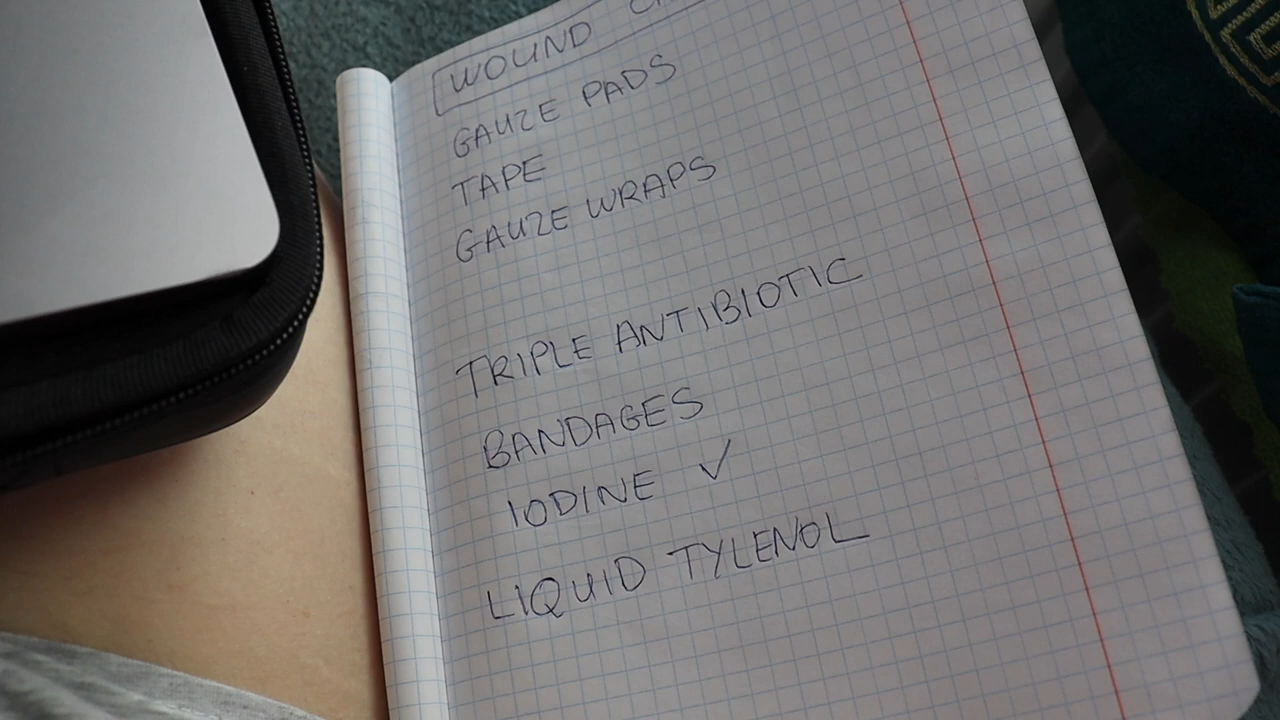 WOUND
GAUZE PADS
TAPE
GAUZE WRAPS
TRIPLE ANTIBIOTIC
BANDAGES
IODINE ✓
LIQUID TYLENOL